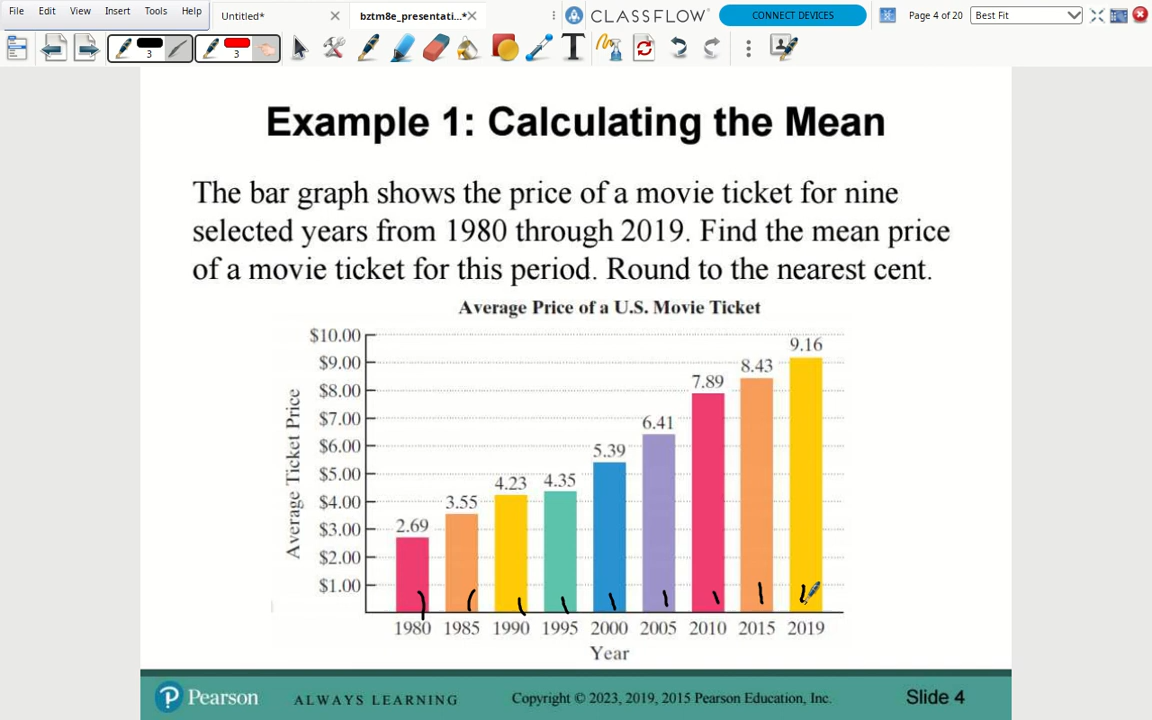 File Edit View Insert Tools Help
Untitled* bztm8e_presentati...* CLASSFLOW CONNECT DEVICES Page 4 of 20 Best Fit
3 3 T
Example 1: Calculating the Mean
The bar graph shows the price of a movie ticket for nine
selected years from 1980 through 2019. Find the mean price
of a movie ticket for this period. Round to the nearest cent.
Average Price of a U.S. Movie Ticket
Average Ticket Price
$10.00
$9.00
$8.00
$7.00
$6.00
$5.00
$4.00
$3.00
$2.00
$1.00
2.69 3.55 4.23 4.35 5.39 6.41 7.89 8.43 9.16
1980 1985 1990 1995 2000 2005 2010 2015 2019
Year
Pearson ALWAYS LEARNING Copyright © 2023, 2019, 2015 Pearson Education, Inc. Slide 4